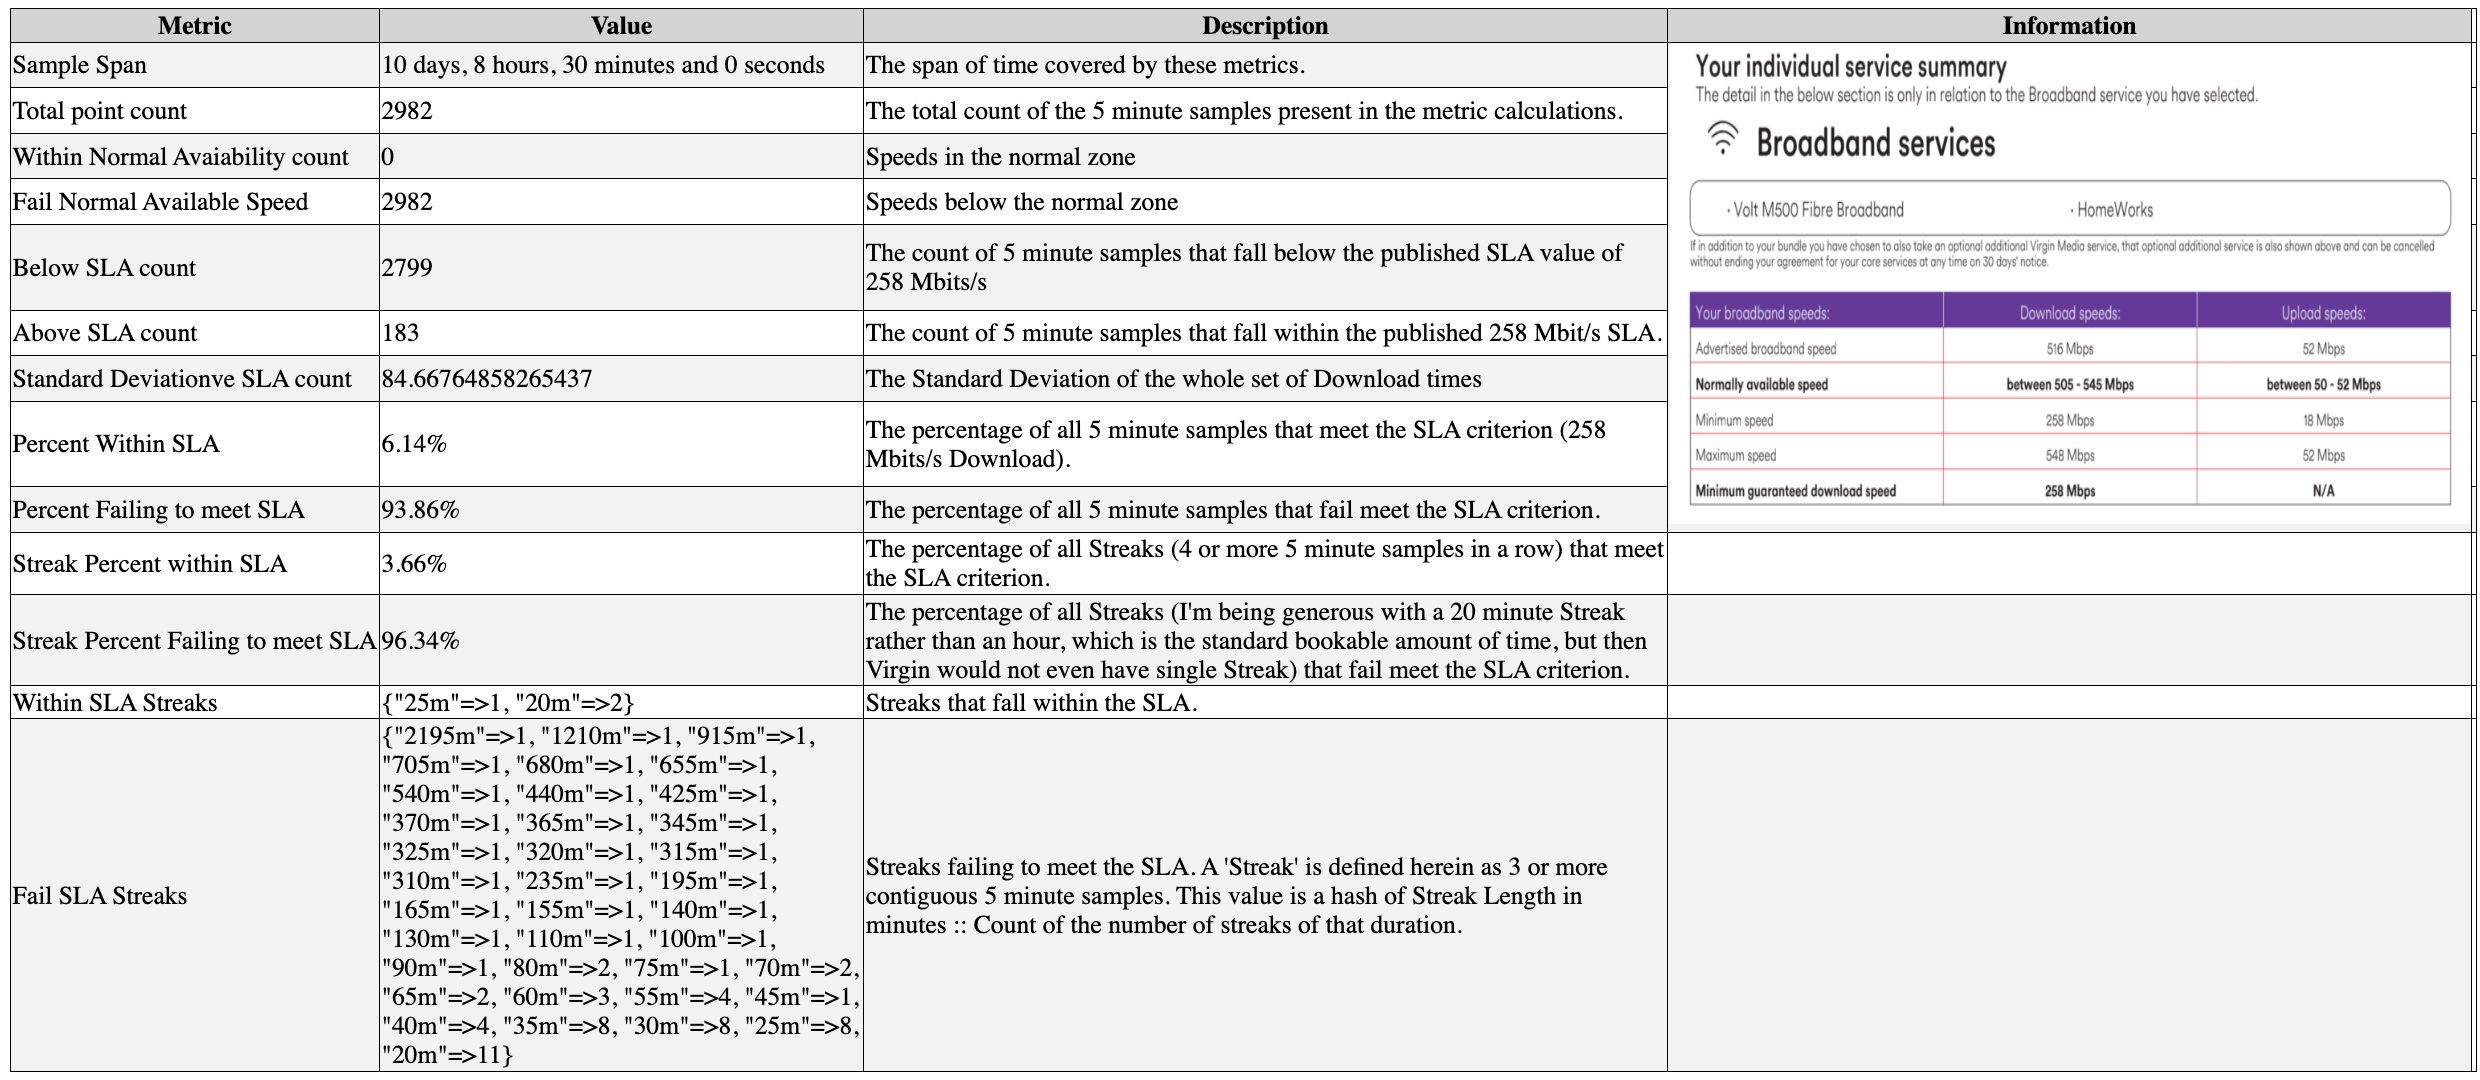 Metric Value Description Information
Sample Span 10 days, 8 hours, 30 minutes and 0 seconds The span of time covered by these metrics.
Total point count 2982 The total count of the 5 minute samples present in the metric calculations.
Within Normal Avaiability count 0 Speeds in the normal zone
Fail Normal Available Speed 2982 Speeds below the normal zone
Below SLA count 2799 The count of 5 minute samples that fall below the published SLA value of
258 Mbits/s
Above SLA count 183 The count of 5 minute samples that fall within the published 258 Mbit/s SLA.
Standard Deviationve SLA count 84.66764858265437 The Standard Deviation of the whole set of Download times
Percent Within SLA 6.14% The percentage of all 5 minute samples that meet the SLA criterion (258
Mbits/s Download).
Percent Failing to meet SLA 93.86% The percentage of all 5 minute samples that fail meet the SLA criterion.
Your individual service summary
The detail in the below section is only in relation to the Broadband service you have selected.
Broadband services
· Volt M500 Fibre Broadband · HomeWorks
If in addition to your bundle you have chosen to also take an optional additional Virgin Media service, that optional additional service is also shown above and can be cancelled
without ending your agreement for your core services at any time on 30 days' notice.
Your broadband speeds: Download speeds: Upload speeds:
Advertised broadband speed 516 Mbps 52 Mbps
Normally available speed between 505 - 545 Mbps between 50 - 52 Mbps
Minimum speed 258 Mbps 18 Mbps
Maximum speed 548 Mbps 52 Mbps
Minimum guaranteed download speed 258 Mbps N/A
Streak Percent within SLA 3.66% The percentage of all Streaks (4 or more 5 minute samples in a row) that meet
the SLA criterion.
Streak Percent Failing to meet SLA 96.34% The percentage of all Streaks (I'm being generous with a 20 minute Streak
rather than an hour, which is the standard bookable amount of time, but then
Virgin would not even have single Streak) that fail meet the SLA criterion.
Within SLA Streaks {"25m"=>1, "20m"=>2} Streaks that fall within the SLA.
Fail SLA Streaks
{"2195m"=>1, "1210m"=>1, "915m"=>1,
"705m"=>1, "680m"=>1, "655m"=>1,
"540m"=>1, "440m"=>1, "425m"=>1,
"370m"=>1, "365m"=>1, "345m"=>1,
"325m"=>1, "320m"=>1, "315m"=>1,
"310m"=>1, "235m"=>1, "195m"=>1,
"165m"=>1, "155m"=>1, "140m"=>1,
"130m"=>1, "110m"=>1, "100m"=>1,
"90m"=>1, "80m"=>2, "75m"=>1, "70m"=>2,
"65m"=>2, "60m"=>3, "55m"=>4, "45m"=>1,
"40m"=>4, "35m"=>8, "30m"=>8, "25m"=>8,
"20m"=>11}
Streaks failing to meet the SLA. A 'Streak' is defined herein as 3 or more
contiguous 5 minute samples. This value is a hash of Streak Length in
minutes :: Count of the number of streaks of that duration.